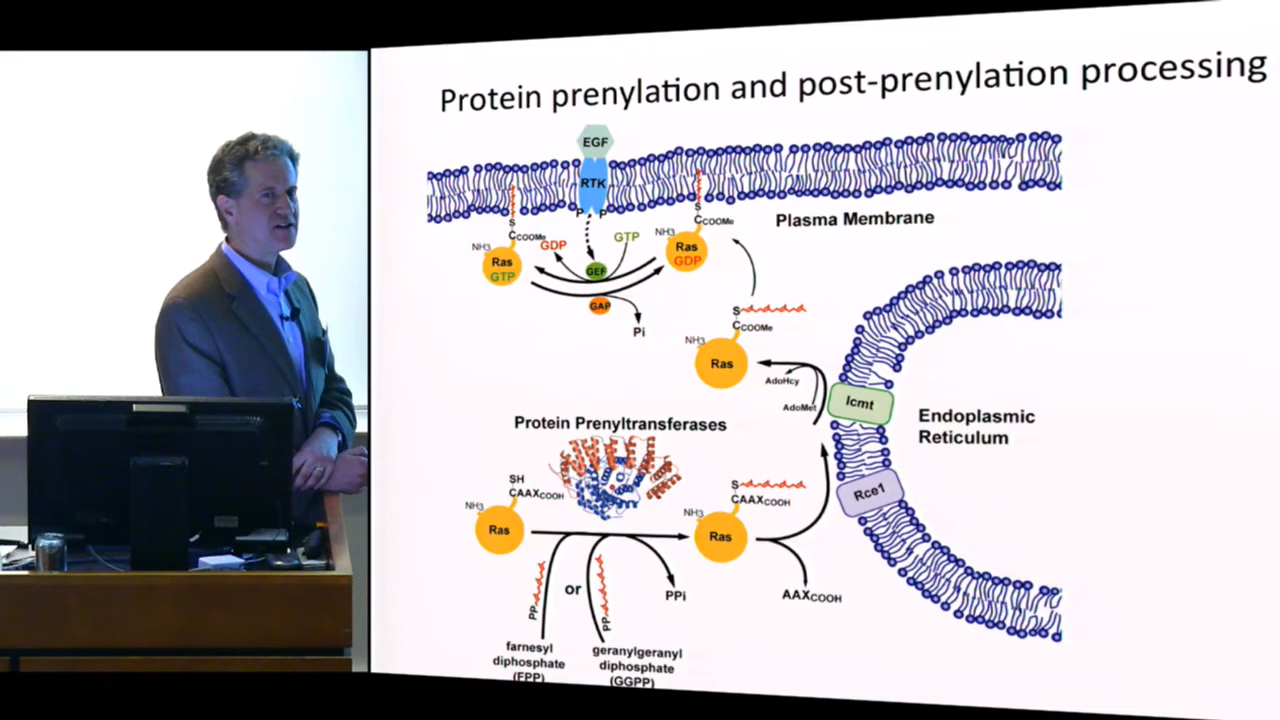 Protein prenylation and post-prenylation processing
EGF
RTK
P P
Plasma Membrane
S
CCOOMe
NH3
Ras
GTP
GDP
GTP
GEF
GAP
Pi
S
CCOOMe
NH3
Ras
GDP
S
CCOOMe
NH3
Ras
AdoHcy
AdoMet
Icmt
Endoplasmic
Reticulum
Rce1
Protein Prenyltransferases
SH
CAAXCOOH
NH3
Ras
S
CAAXCOOH
NH3
Ras
PP
or
PP
PPi
AAXCOOH
farnesyl
diphosphate
(FPP)
geranylgeranyl
diphosphate
(GGPP)